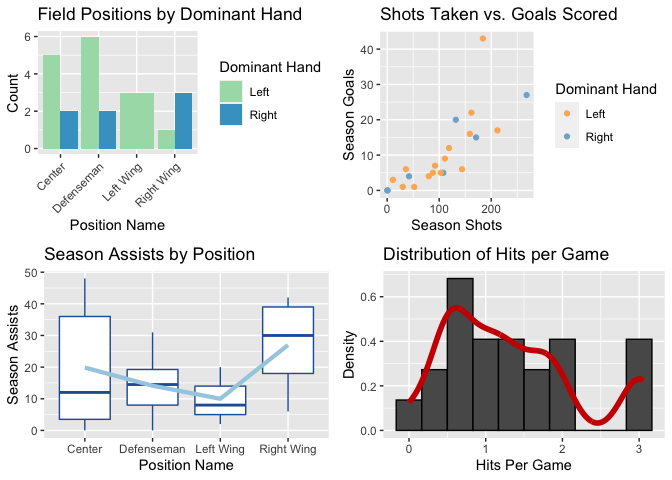 Field Positions by Dominant Hand
Count
6
4
2
0
Center
Defenseman
Left Wing
Right Wing
Position Name
Dominant Hand
Left
Right
Shots Taken vs. Goals Scored
Season Goals
40
30
20
10
0
0
100
200
Season Shots
Dominant Hand
Left
Right
Season Assists by Position
Season Assists
50
40
30
20
10
0
Center
Defenseman
Left Wing
Right Wing
Position Name
Distribution of Hits per Game
Density
0.6
0.4
0.2
0.0
0
1
2
3
Hits Per Game